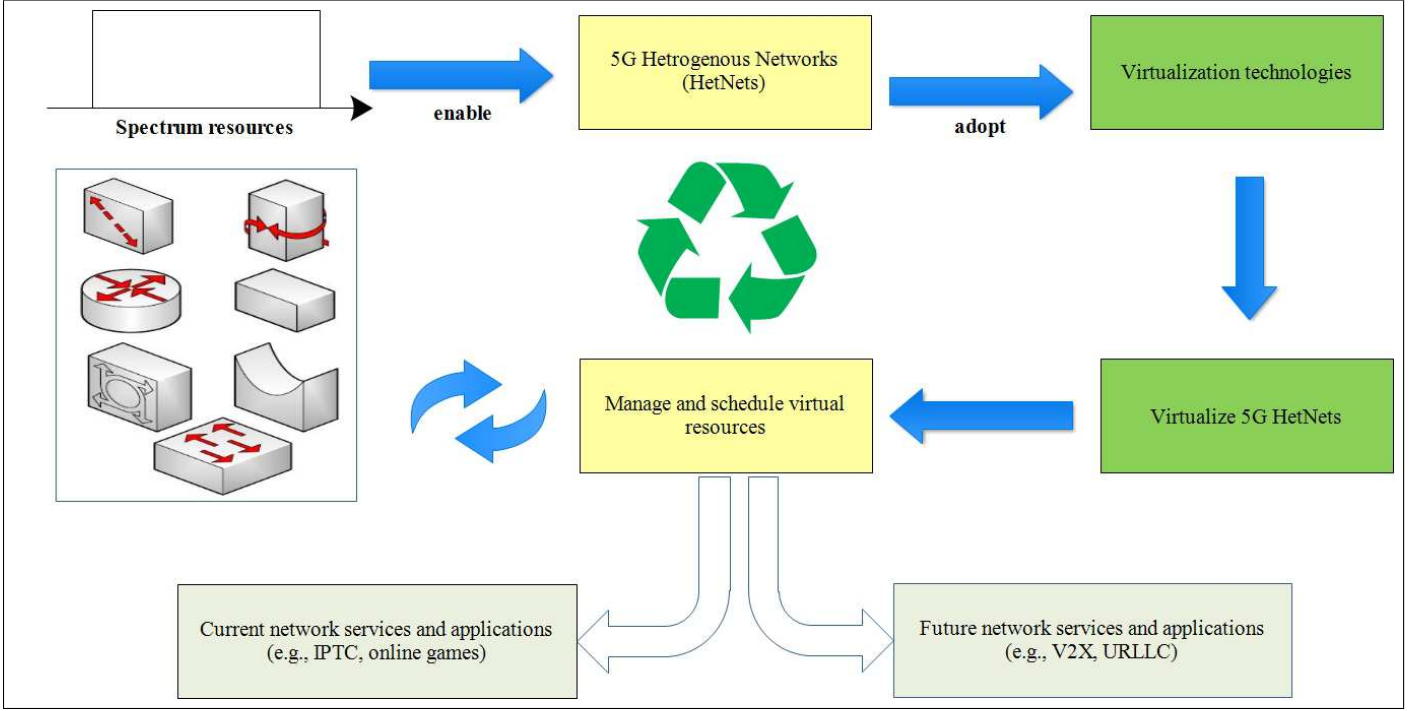 5G Hetrogenous Networks
(HetNets)
Virtualization technologies
enable
adopt
Spectrum resources
Manage and schedule virtual
resources
Virtualize 5G HetNets
Current network services and applications
(e.g., IPTC, online games)
Future network services and applications
(e.g., V2X, URLLC)